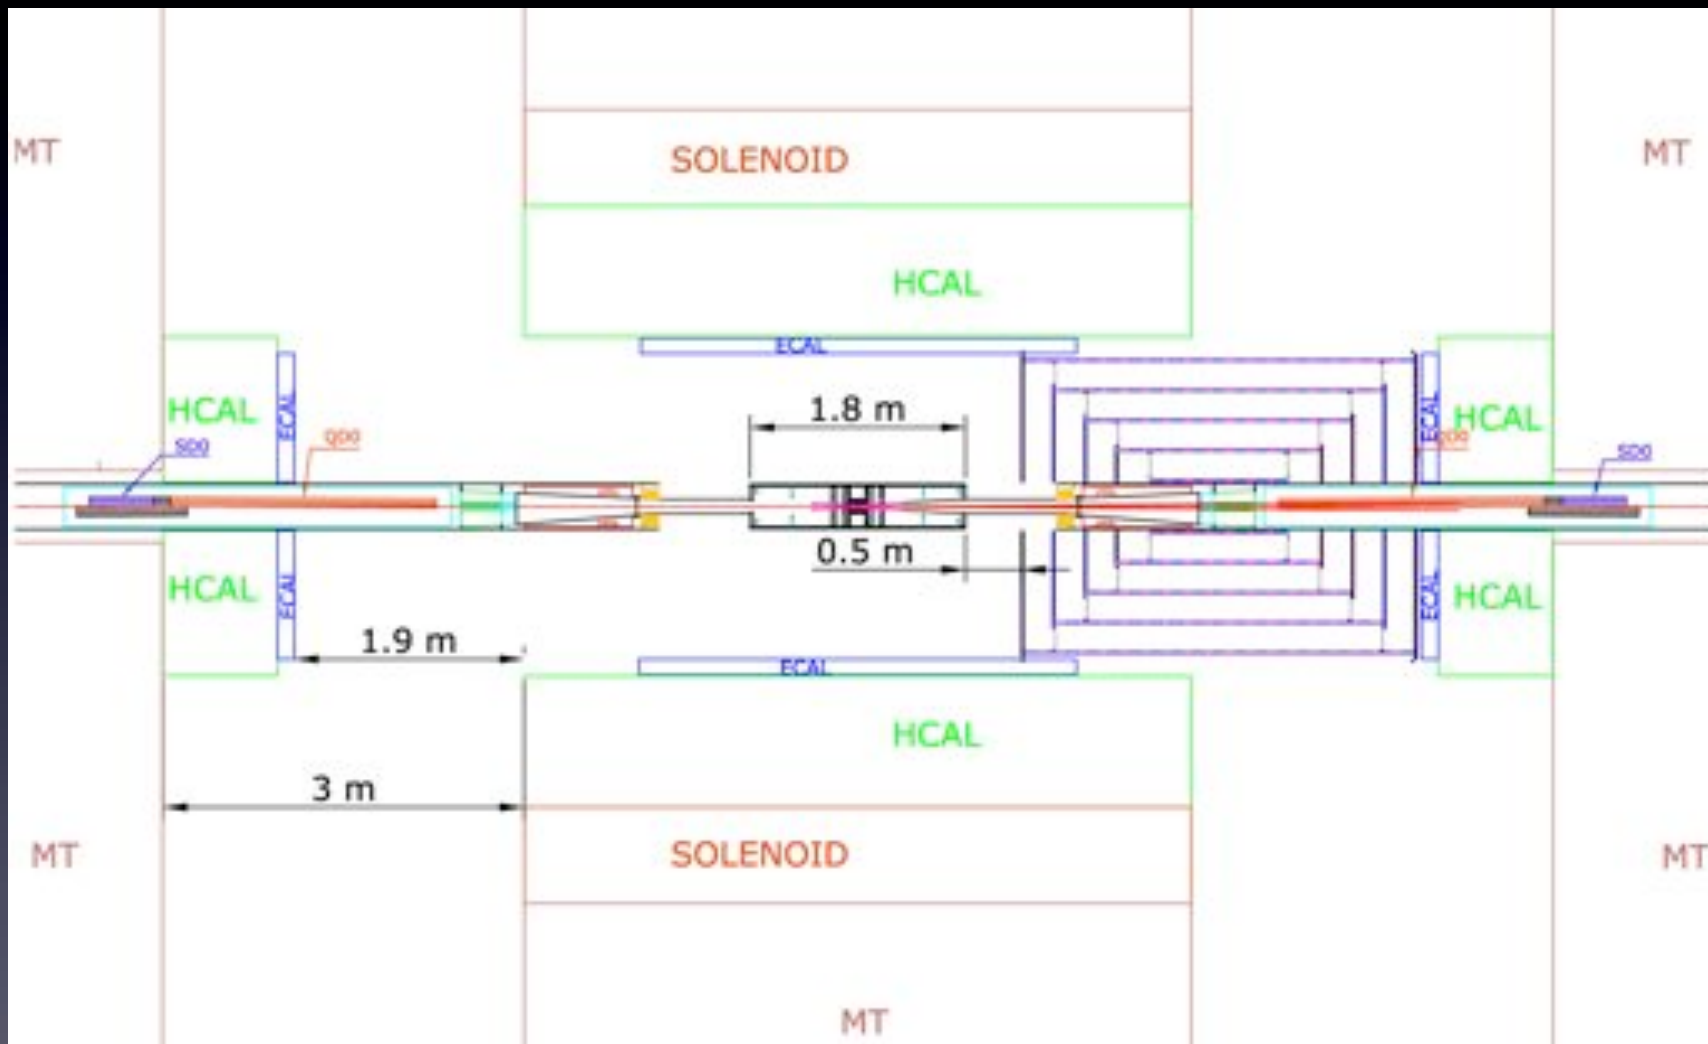 MT
SOLENOID
MT
HCAL
ECAL
HCAL
ECAL
SD0
QD0
1.8 m
ECAL
HCAL
SD0
0.5 m
HCAL
ECAL
1.9 m
ECAL
ECAL
HCAL
HCAL
3 m
MT
SOLENOID
MT
MT